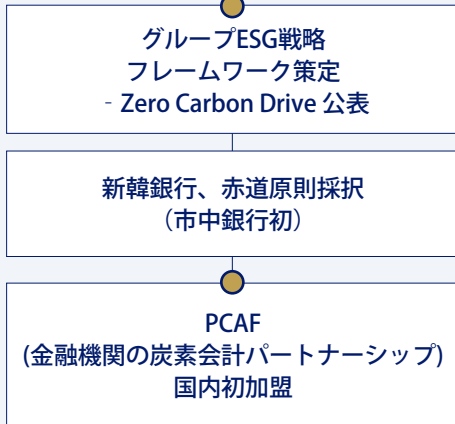 グループESG戦略
フレームワーク策定
- Zero Carbon Drive 公表
新韓銀行、赤道原則採択
（市中銀行初）
PCAF
(金融機関の炭素会計パートナーシップ)
国内初加盟